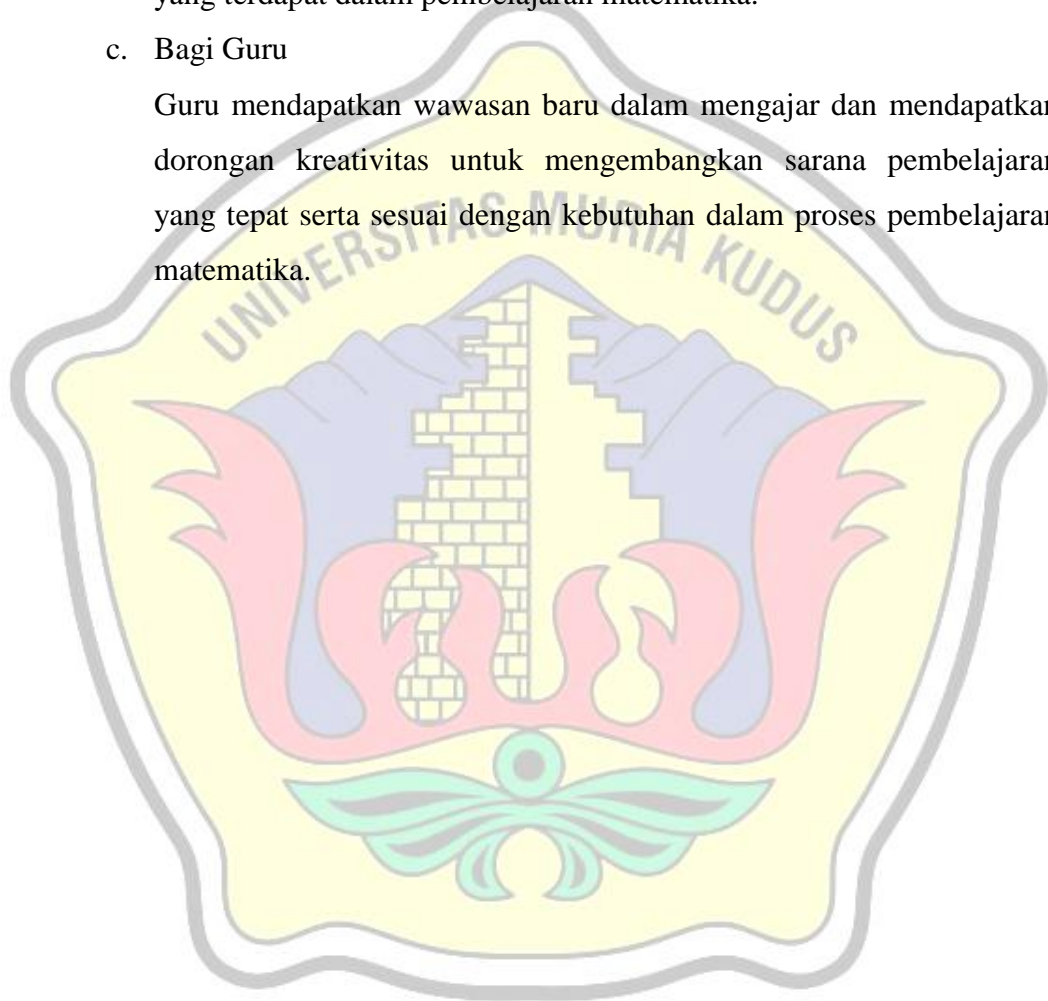 yang terdapat dalam pembelajaran matematika.
c. Bagi Guru
Guru mendapatkan wawasan baru dalam mengajar dan mendapatkan
dorongan kreativitas untuk mengembangkan sarana pembelajaran
yang tepat serta sesuai dengan kebutuhan dalam proses pembelajaran
matematika.
UNIVERSITAS MURIA KUDUS